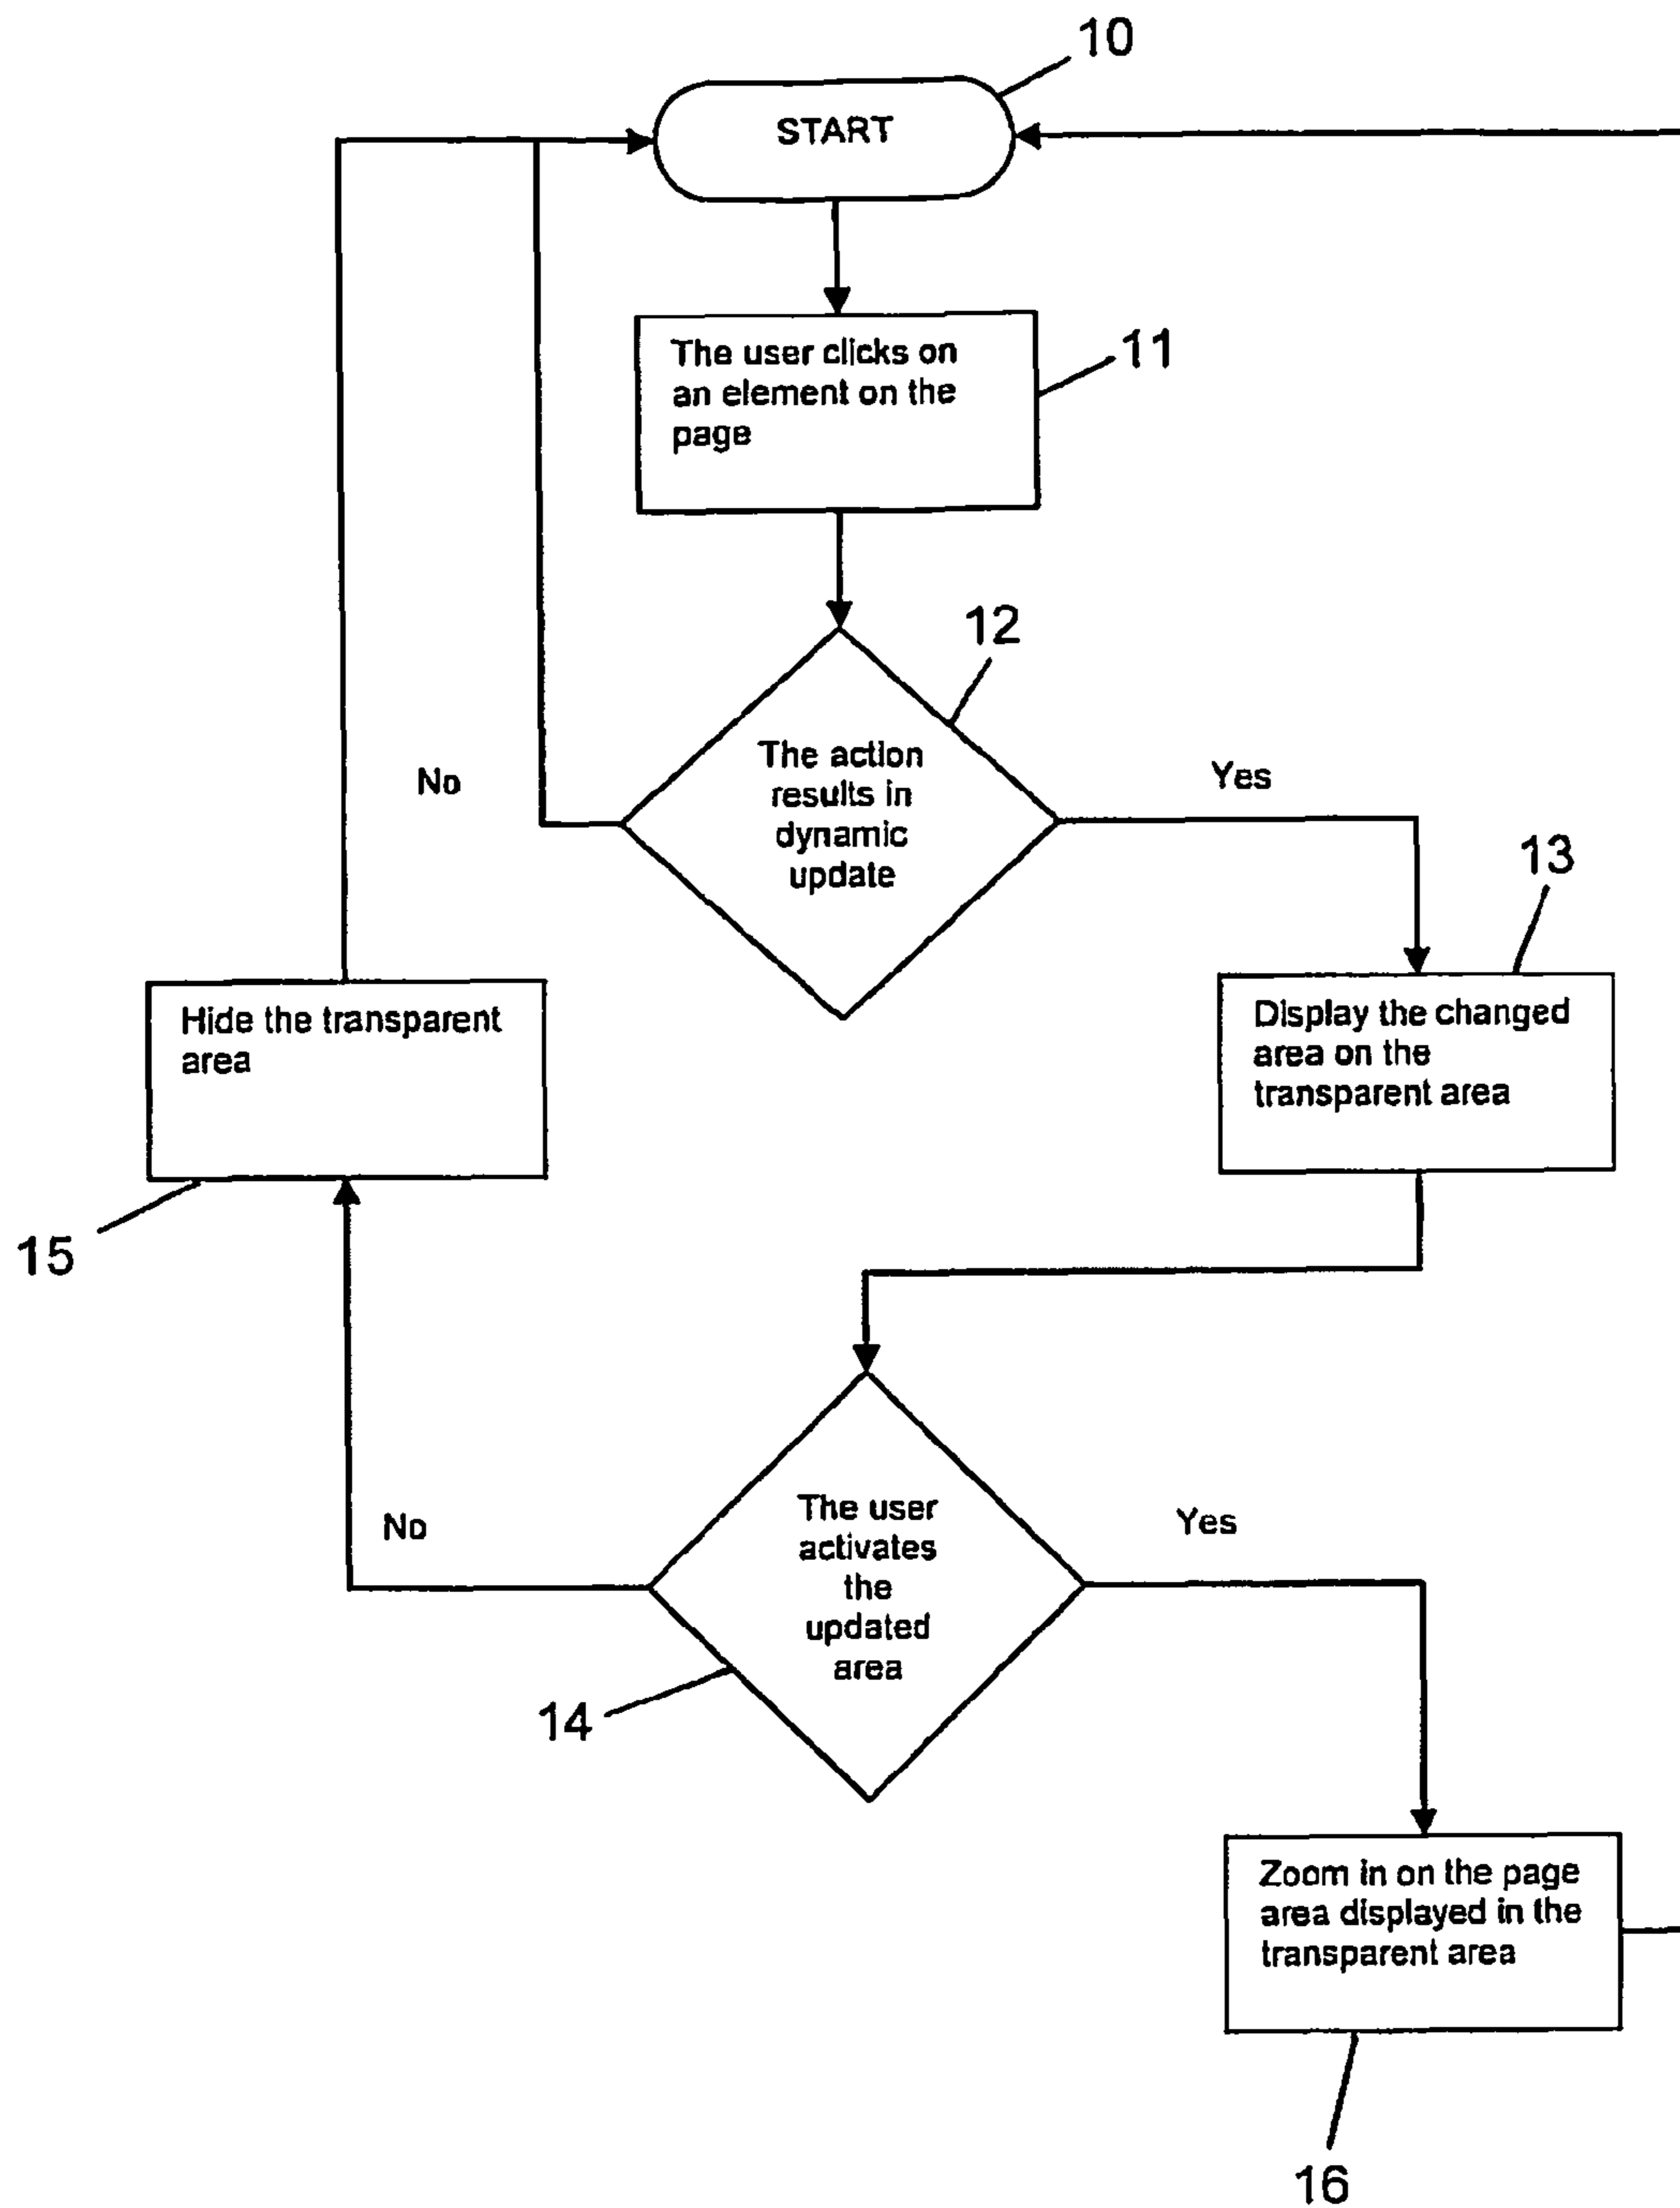 10
START
The user clicks on
an element on the
page
11
12
The action
results in
dynamic
update
No
Yes
13
Hide the transparent
area
Display the changed
area on the
transparent area
15
The user
activates
the
updated
area
No
Yes
14
Zoom in on the page
area displayed in the
transparent area
16